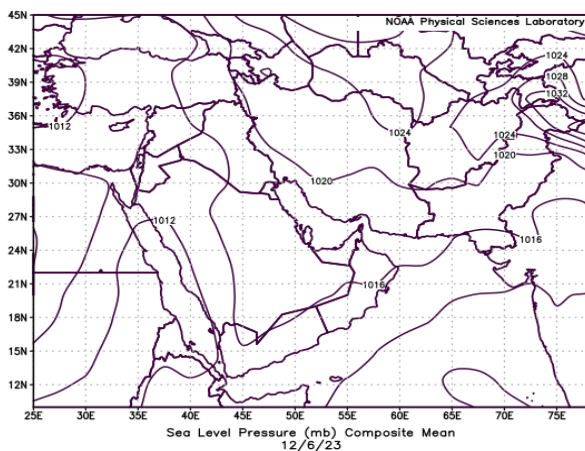 NOAA Physical Sciences Laboratory
45N
42N
1024
1028
39N
1032
36N
1012
1024
1024
33N
1020
1020
30N
27N
1012
1016
24N
1016
21N
18N
15N
12N
25E 30E 35E 40E 45E 50E 55E 60E 65E 70E 75E
Sea Level Pressure (mb) Composite Mean
12/6/23